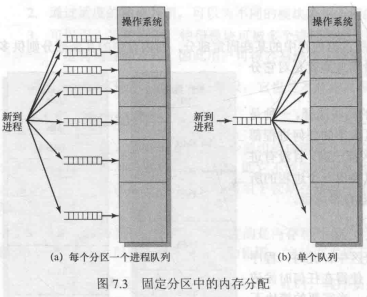 操作系统
操作系统
新到
进程
新到
进程
(a) 每个分区一个进程队列
(b) 单个队列
图 7.3 固定分区中的内存分配